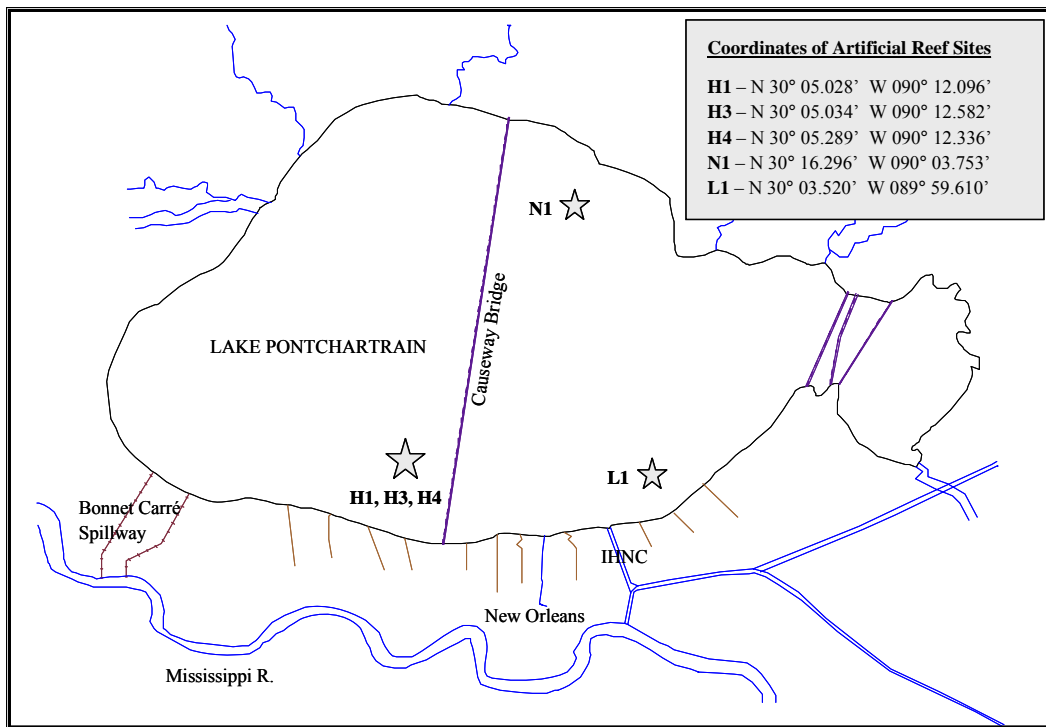 Coordinates of Artificial Reef Sites
H1 – N 30° 05.028’ W 090° 12.096’
H3 – N 30° 05.034’ W 090° 12.582’
H4 – N 30° 05.289’ W 090° 12.336’
N1 – N 30° 16.296’ W 090° 03.753’
L1 – N 30° 03.520’ W 089° 59.610’
N1
LAKE PONTCHARTRAIN
Causeway Bridge
H1, H3, H4
L1
Bonnet Carré
Spillway
IHNC
New Orleans
Mississippi R.